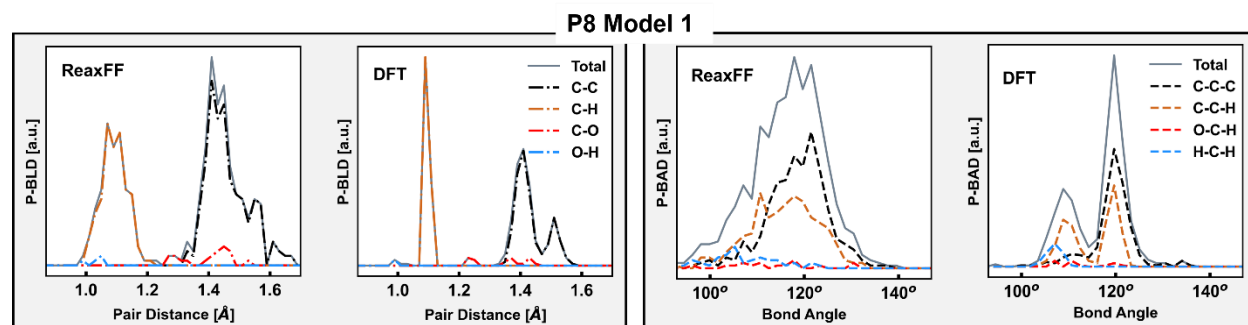 P8 Model 1
P-BLD [a.u.]
ReaxFF
1.0 1.2 1.4 1.6
Pair Distance [Å]
P-BLD [a.u.]
DFT
Total
C-C
C-H
C-O
O-H
1.0 1.2 1.4 1.6
Pair Distance [Å]
P-BAD [a.u.]
ReaxFF
100° 120° 140°
Bond Angle
P-BAD [a.u.]
DFT
Total
C-C-C
C-C-H
O-C-H
H-C-H
100° 120° 140°
Bond Angle